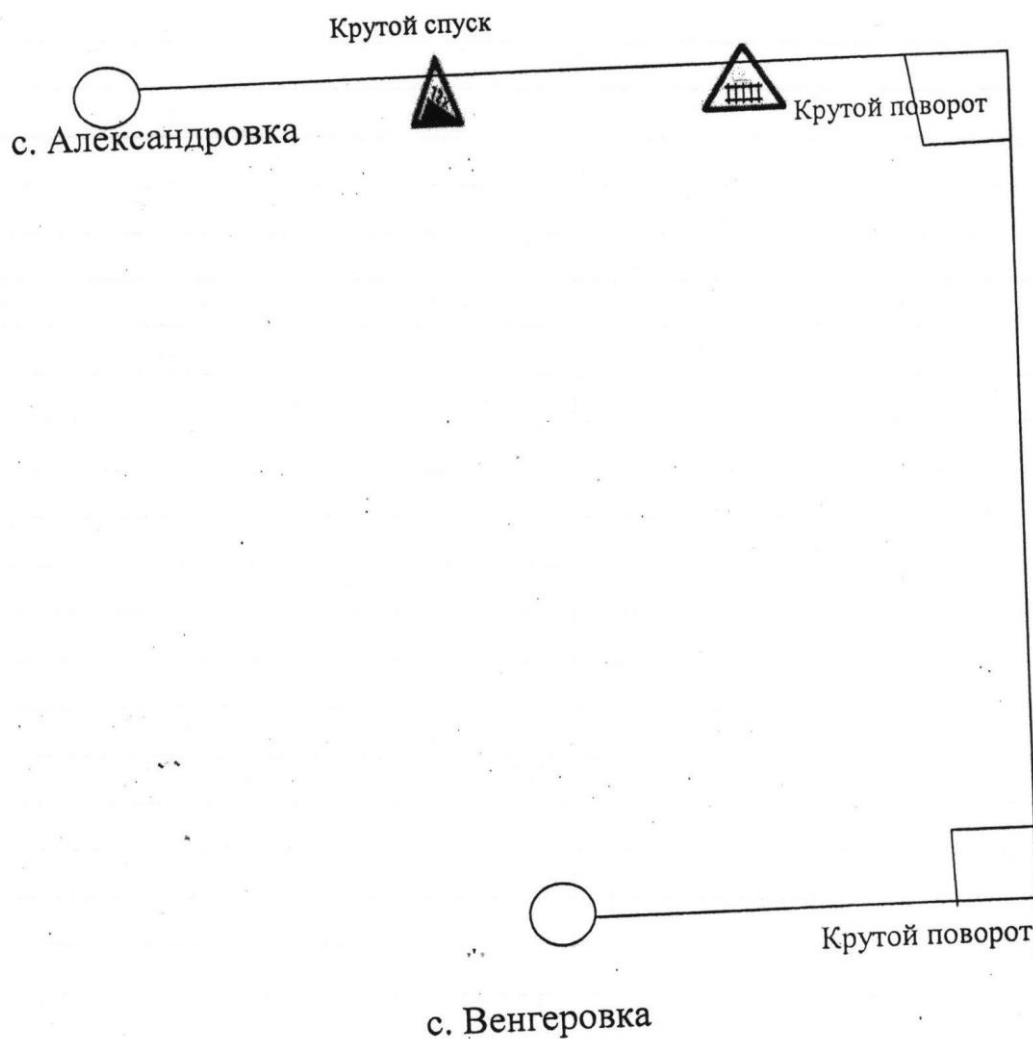 Крутой спуск
с. Александровка
Крутой поворот
Крутой поворот
с. Венгеровка